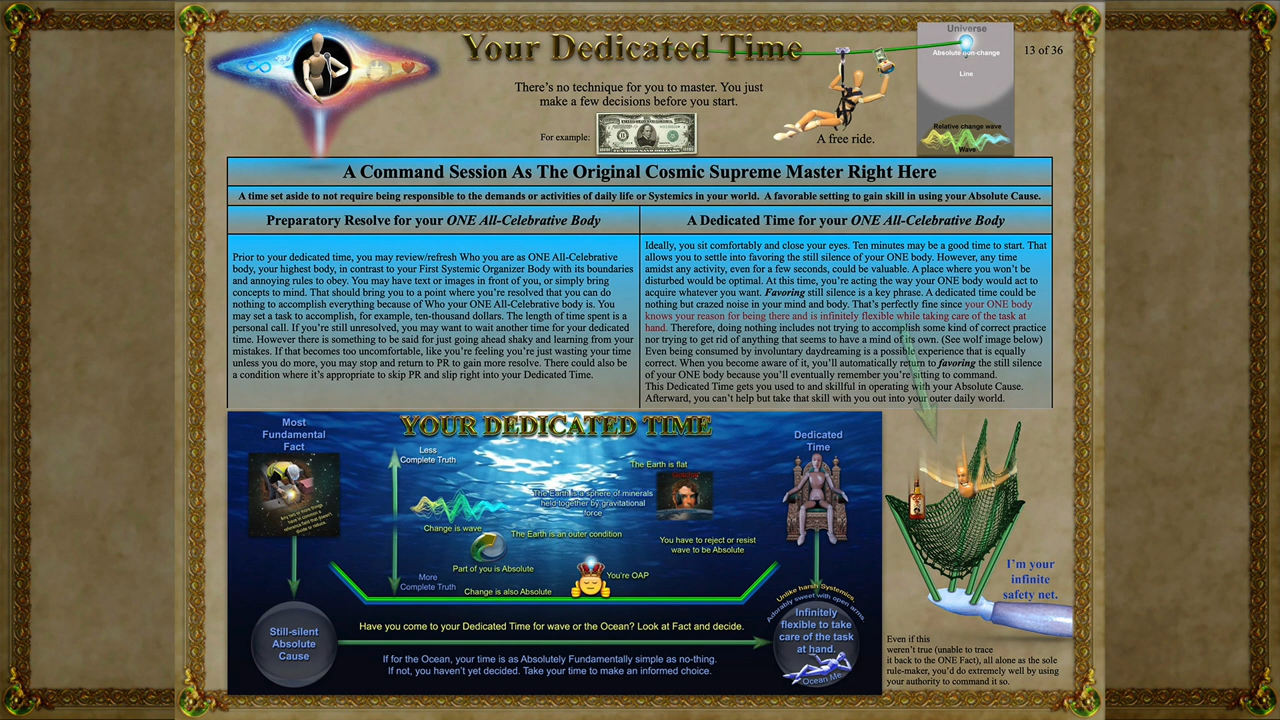 Your Dedicated Time
There's no technique for you to master. You just
make a few decisions before you start.
For example:
A free ride.
Universe
Absolute non-change
Line
Relative change wave
Wave
13 of 36
A Command Session As The Original Cosmic Supreme Master Right Here
A time set aside to not require being responsible to the demands or activities of daily life or Systemics in your world. A favorable setting to gain skill in using your Absolute Cause.
Preparatory Resolve for your ONE All-Celebrative Body
Prior to your dedicated time, you may review/refresh Who you are as ONE All-Celebrative
body, your highest body, in contrast to your First Systemic Organizer Body with its boundaries
and annoying rules to obey. You may have text or images in front of you, or simply bring
concepts to mind. That should bring you to a point where you're resolved that you can do
nothing to accomplish everything because of Who your ONE All-Celebrative body is. You
may set a task to accomplish, for example, ten-thousand dollars. The length of time spent is a
personal call. If you're still unresolved, you may want to wait another time for your dedicated
time. However there is something to be said for just going ahead shaky and learning from your
mistakes. If that becomes too uncomfortable, like you're feeling you're just wasting your time
unless you do more, you may stop and return to PR to gain more resolve. There could also be
a condition where it's appropriate to skip PR and slip right into your Dedicated Time.
A Dedicated Time for your ONE All-Celebrative Body
Ideally, you sit comfortably and close your eyes. Ten minutes may be a good time to start. That
allows you to settle into favoring the still silence of your ONE body. However, any time
amidst any activity, even for a few seconds, could be valuable. A place where you won't be
disturbed would be optimal. At this time, you're acting the way your ONE body would act to
acquire whatever you want. Favoring still silence is a key phrase. A dedicated time could be
nothing but crazed noise in your mind and body. That's perfectly fine since your ONE body
knows your reason for being there and is infinitely flexible while taking care of the task at
hand. Therefore, doing nothing includes not trying to accomplish some kind of correct practice
nor trying to get rid of anything that seems to have a mind of its own. (See wolf image below)
Even being consumed by involuntary daydreaming is a possible experience that is equally
correct. When you become aware of it, you'll automatically return to favoring the still silence
of your ONE body because you'll eventually remember you're sitting to command.
This Dedicated Time gets you used to and skillful in operating with your Absolute Cause.
Afterward, you can't help but take that skill with you out into your outer daily world.
YOUR DEDICATED TIME
Most
Fundamental
Fact
Still-silent
Absolute
Cause
Less
Complete Truth
More
Complete Truth
The Earth is flat
The Earth is a sphere of minerals
held together by gravitational
force
Change is wave
The Earth is an outer condition
You have to reject or resist
wave to be Absolute
Part of you is Absolute
You're OAP
Change is also Absolute
Have you come to your Dedicated Time for wave or the Ocean? Look at Fact and decide.
If for the Ocean, your time is as Absolutely Fundamentally simple as no-thing.
If not, you haven't yet decided. Take your time to make an informed choice.
Dedicated
Time
Unlike harsh Systemics,
Adorably sweet with open arms.
Infinitely
flexible to take
care of the task
at hand.
Ocean Me
I'm your
infinite
safety net.
Even if this
weren't true (unable to trace
it back to the ONE Fact), all alone as the sole
rule-maker, you'd do extremely well by using
your authority to command it so.